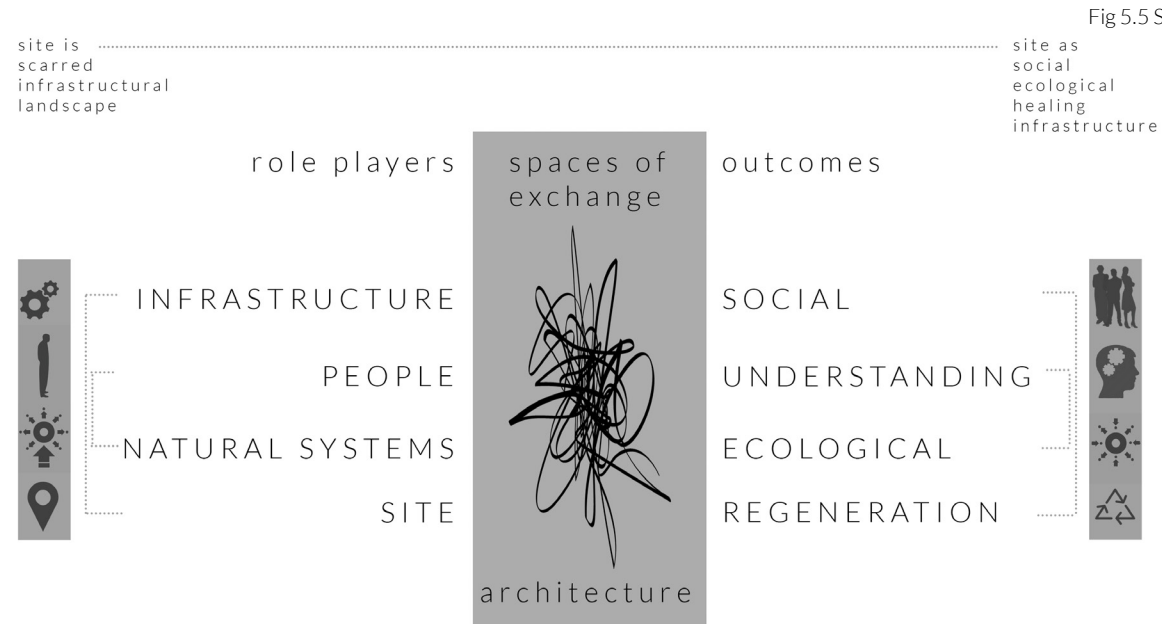 Fig 5.5 S
site is
scarred
infrastructural
landscape
site as
social
ecological
healing
infrastructure
role players
spaces of
exchange
outcomes
INFRASTRUCTURE
PEOPLE
NATURAL SYSTEMS
SITE
SOCIAL
UNDERSTANDING
ECOLOGICAL
REGENERATION
architecture